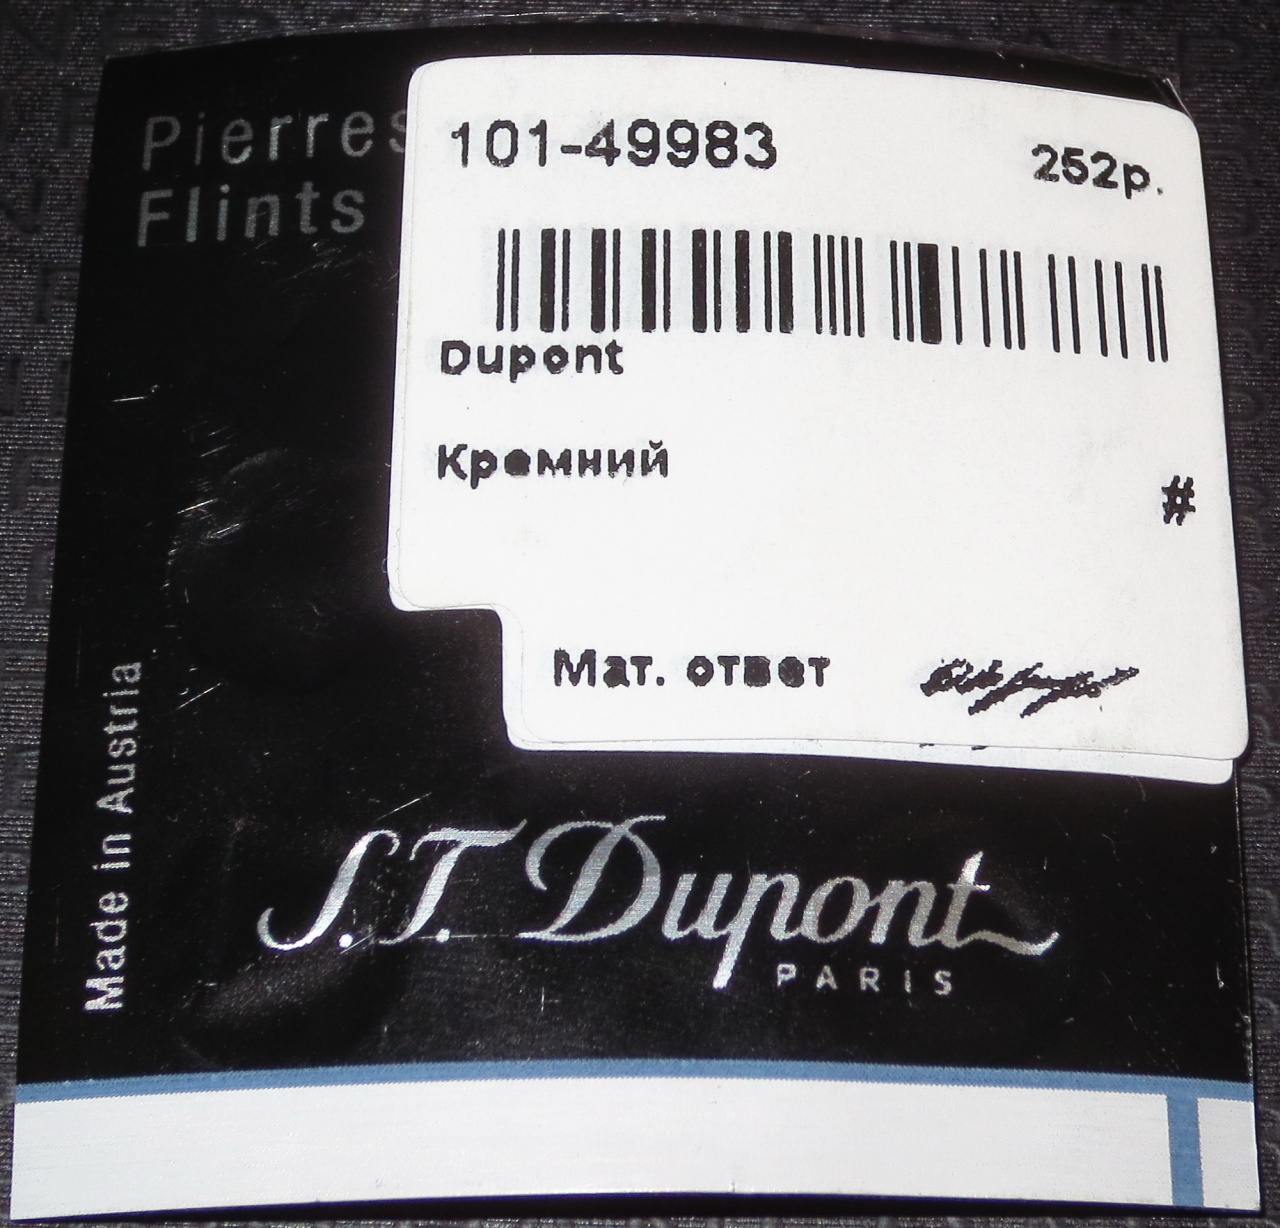 Pierres
Flints
101-49983
252р.
Dupont
Кремний
#
Мат. ответ
Made in Austria
S.T. Dupont
PARIS